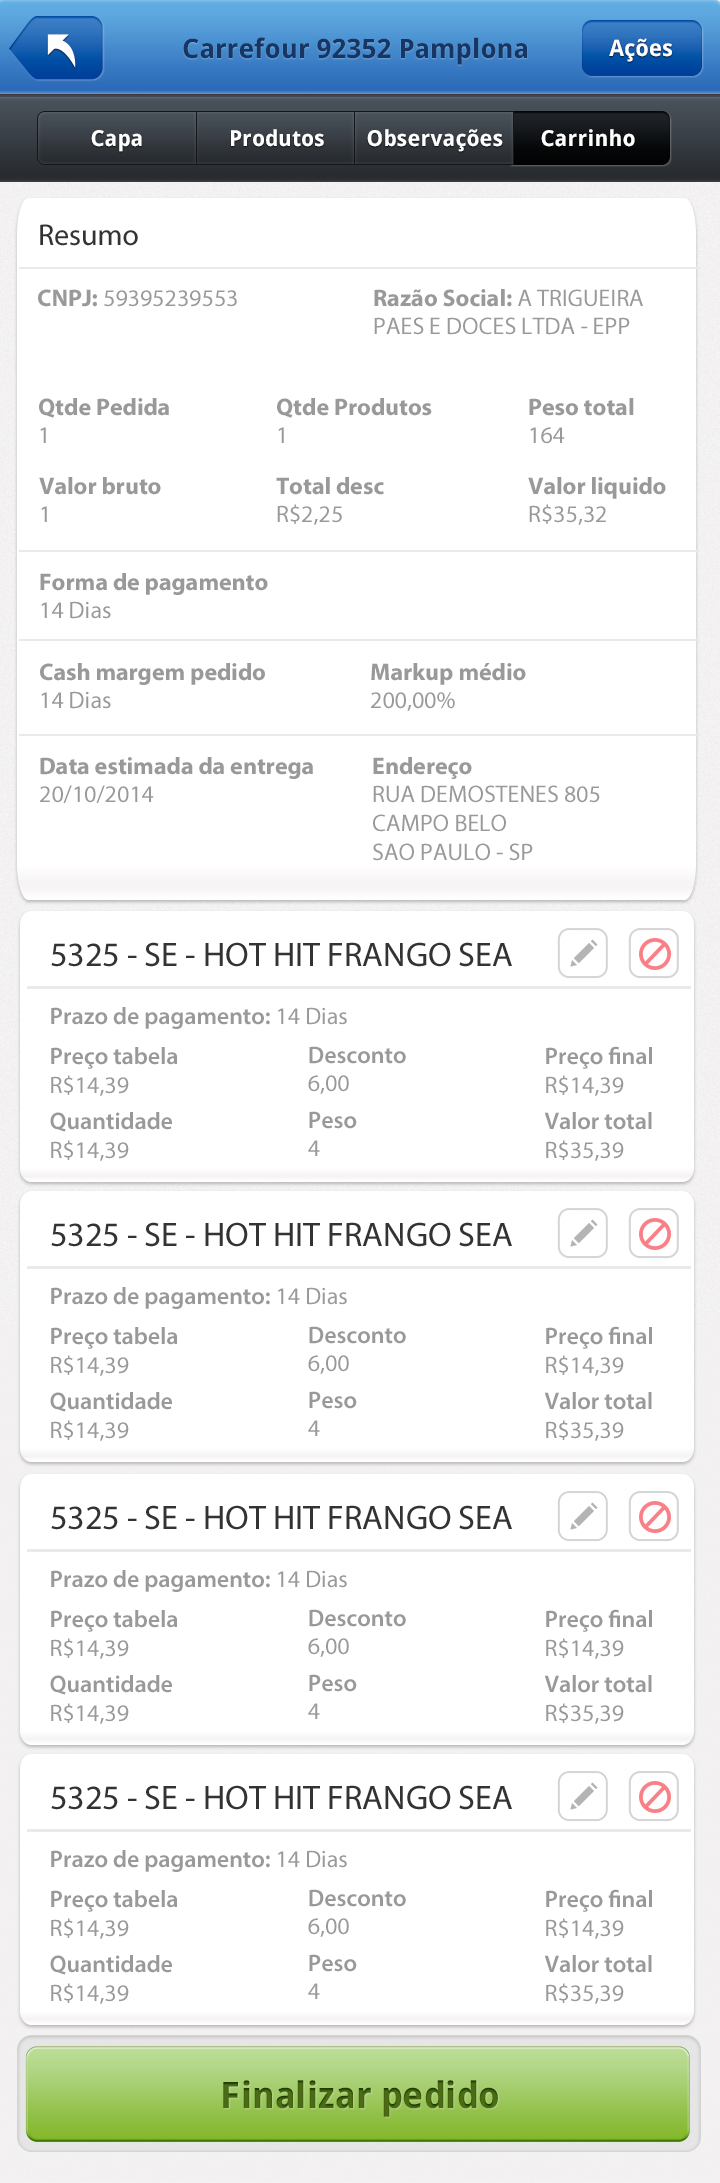 Carrefour 92352 Pamplona
Ações
Capa
Produtos
Observações
Carrinho
Resumo
CNPJ: 59395239553
Razão Social: A TRIGUEIRA
PAES E DOCES LTDA - EPP
Qtde Pedida
1
Qtde Produtos
1
Peso total
164
Valor bruto
1
Total desc
R$2,25
Valor liquido
R$35,32
Forma de pagamento
14 Dias
Cash margem pedido
14 Dias
Markup médio
200,00%
Data estimada da entrega
20/10/2014
Endereço
RUA DEMOSTENES 805
CAMPO BELO
SAO PAULO - SP
5325 - SE - HOT HIT FRANGO SEA
Prazo de pagamento: 14 Dias
Preço tabela
R$14,39
Desconto
6,00
Preço final
R$14,39
Quantidade
R$14,39
Peso
4
Valor total
R$35,39
5325 - SE - HOT HIT FRANGO SEA
Prazo de pagamento: 14 Dias
Preço tabela
R$14,39
Desconto
6,00
Preço final
R$14,39
Quantidade
R$14,39
Peso
4
Valor total
R$35,39
5325 - SE - HOT HIT FRANGO SEA
Prazo de pagamento: 14 Dias
Preço tabela
R$14,39
Desconto
6,00
Preço final
R$14,39
Quantidade
R$14,39
Peso
4
Valor total
R$35,39
5325 - SE - HOT HIT FRANGO SEA
Prazo de pagamento: 14 Dias
Preço tabela
R$14,39
Desconto
6,00
Preço final
R$14,39
Quantidade
R$14,39
Peso
4
Valor total
R$35,39
Finalizar pedido